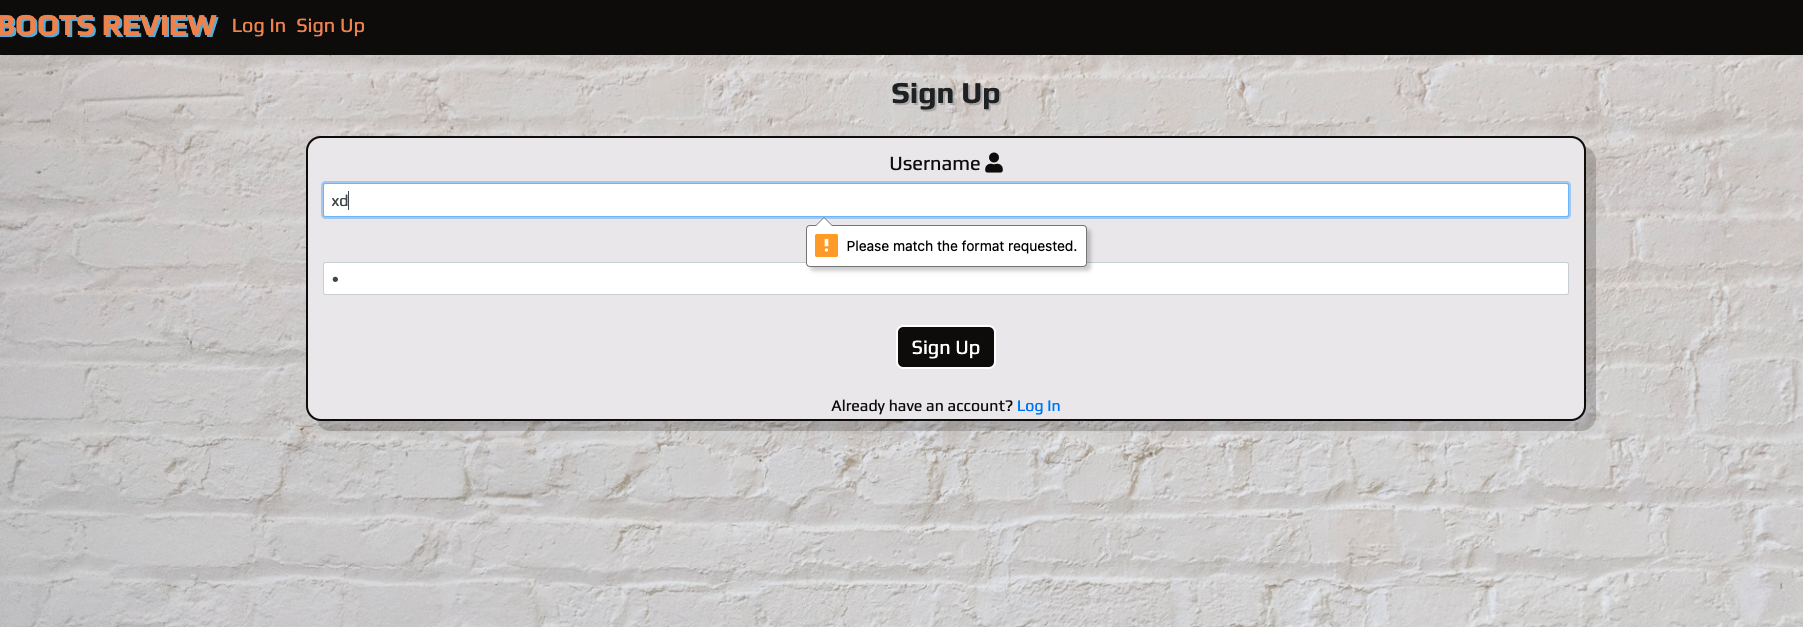 BOOTS REVIEW Log In Sign Up
Sign Up
Username
xd
Please match the format requested.
•
Sign Up
Already have an account? Log In